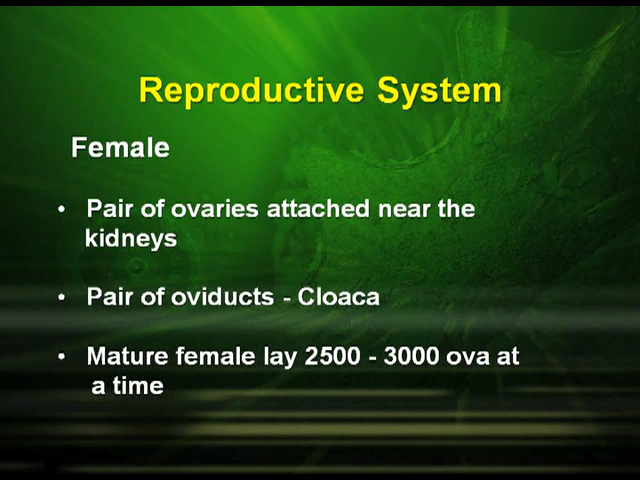 Reproductive System
Female
• Pair of ovaries attached near the
kidneys
• Pair of oviducts - Cloaca
• Mature female lay 2500 - 3000 ova at
a time